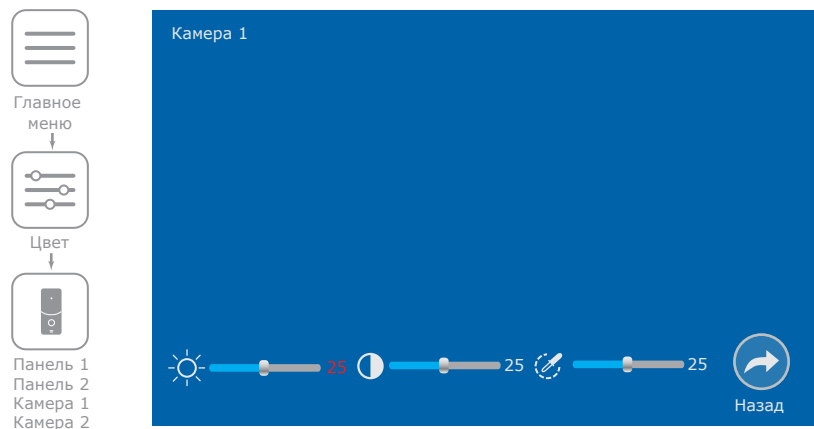 Главное
меню
Цвет
Панель 1
Панель 2
Камера 1
Камера 2
Камера 1
25
25
25
Назад